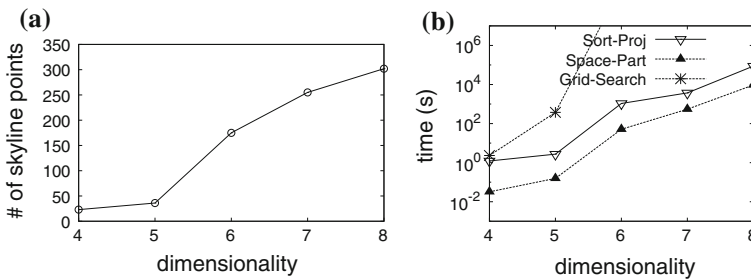 (a)
350
300
250
200
150
100
50
0
# of skyline points
4 5 6 7 8
dimensionality
(b)
10^6
10^4
10^2
10^0
10^-2
time (s)
Sort-Proj
Space-Part
Grid-Search
4 5 6 7 8
dimensionality